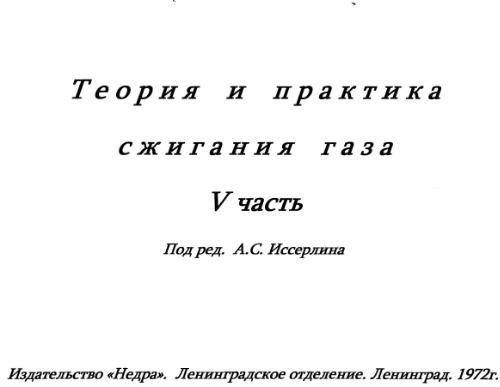 Теория и практика
сжигания газа
V часть
Под ред. А.С. Иссерлина
Издательство «Недра». Ленинградское отделение. Ленинград. 1972г.